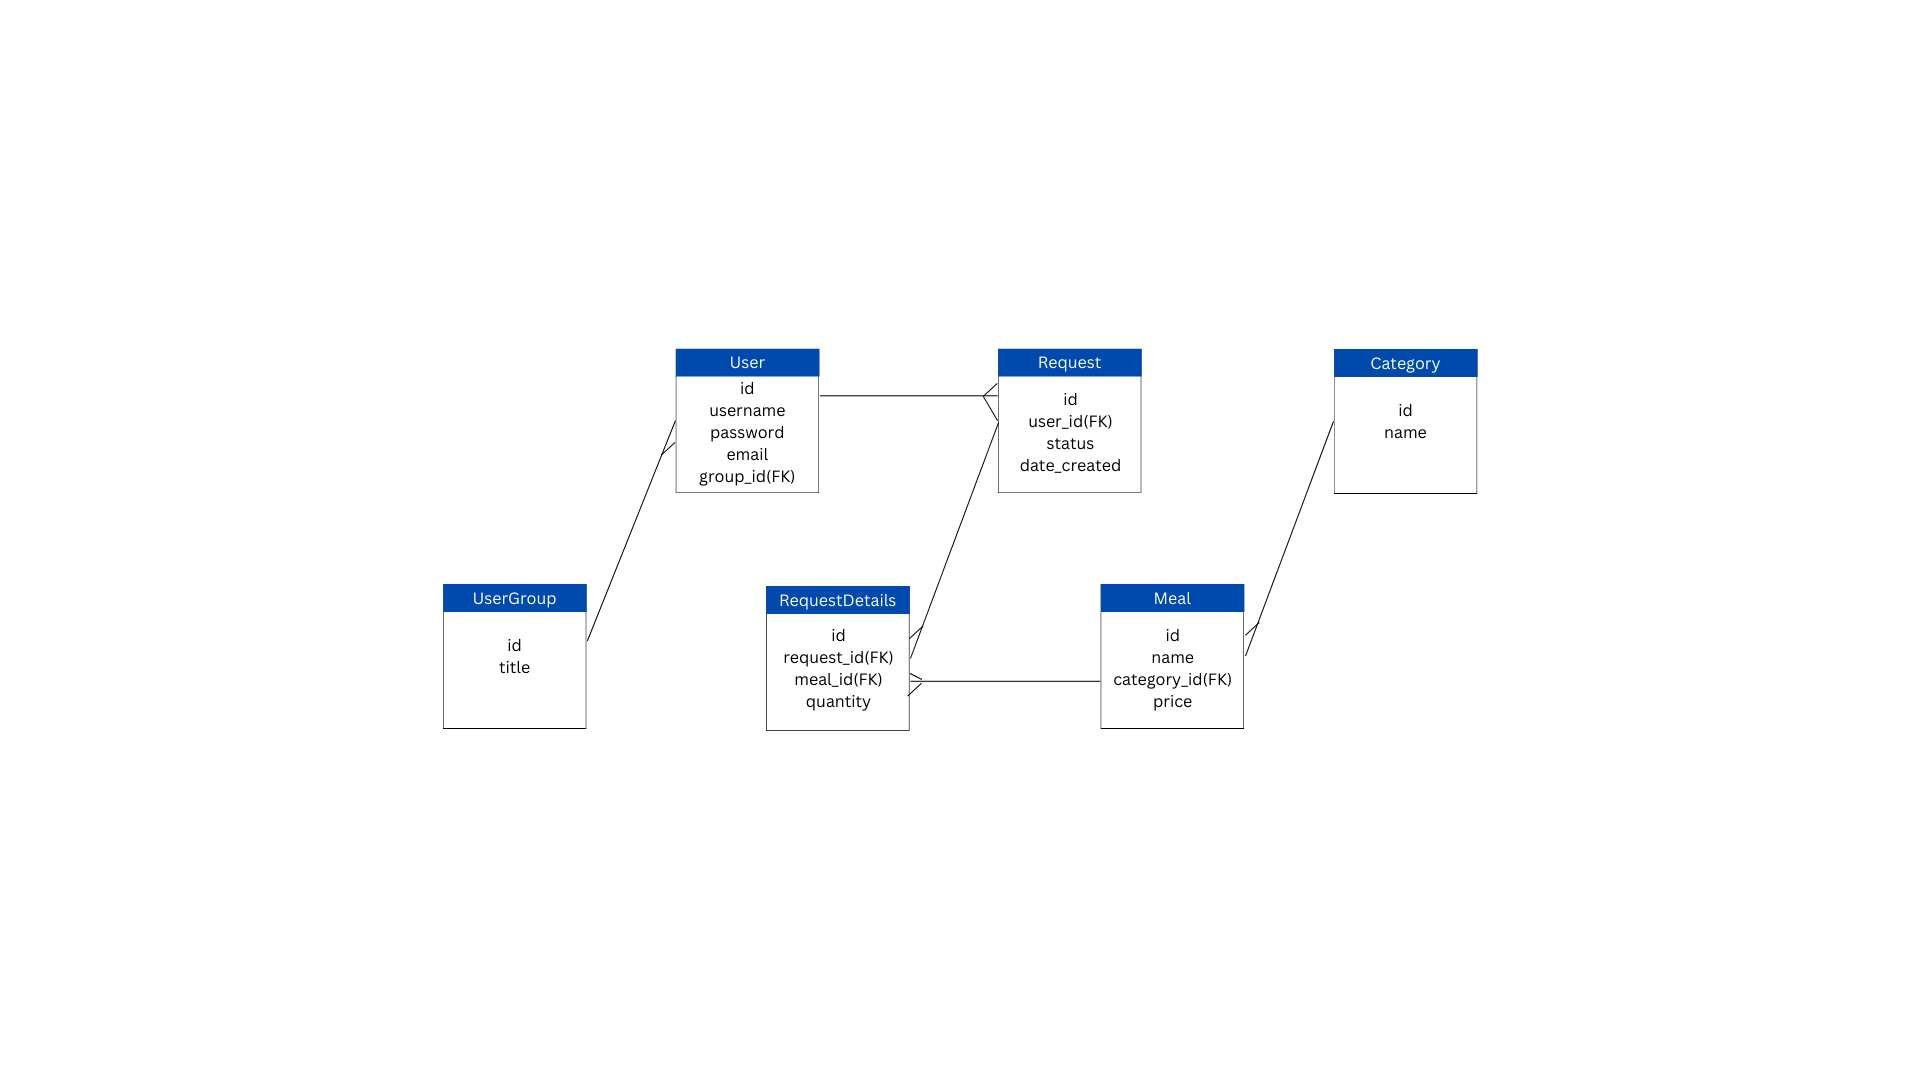 User
id
username
password
email
group_id(FK)
Request
id
user_id(FK)
status
date_created
Category
id
name
UserGroup
id
title
RequestDetails
id
request_id(FK)
meal_id(FK)
quantity
Meal
id
name
category_id(FK)
price